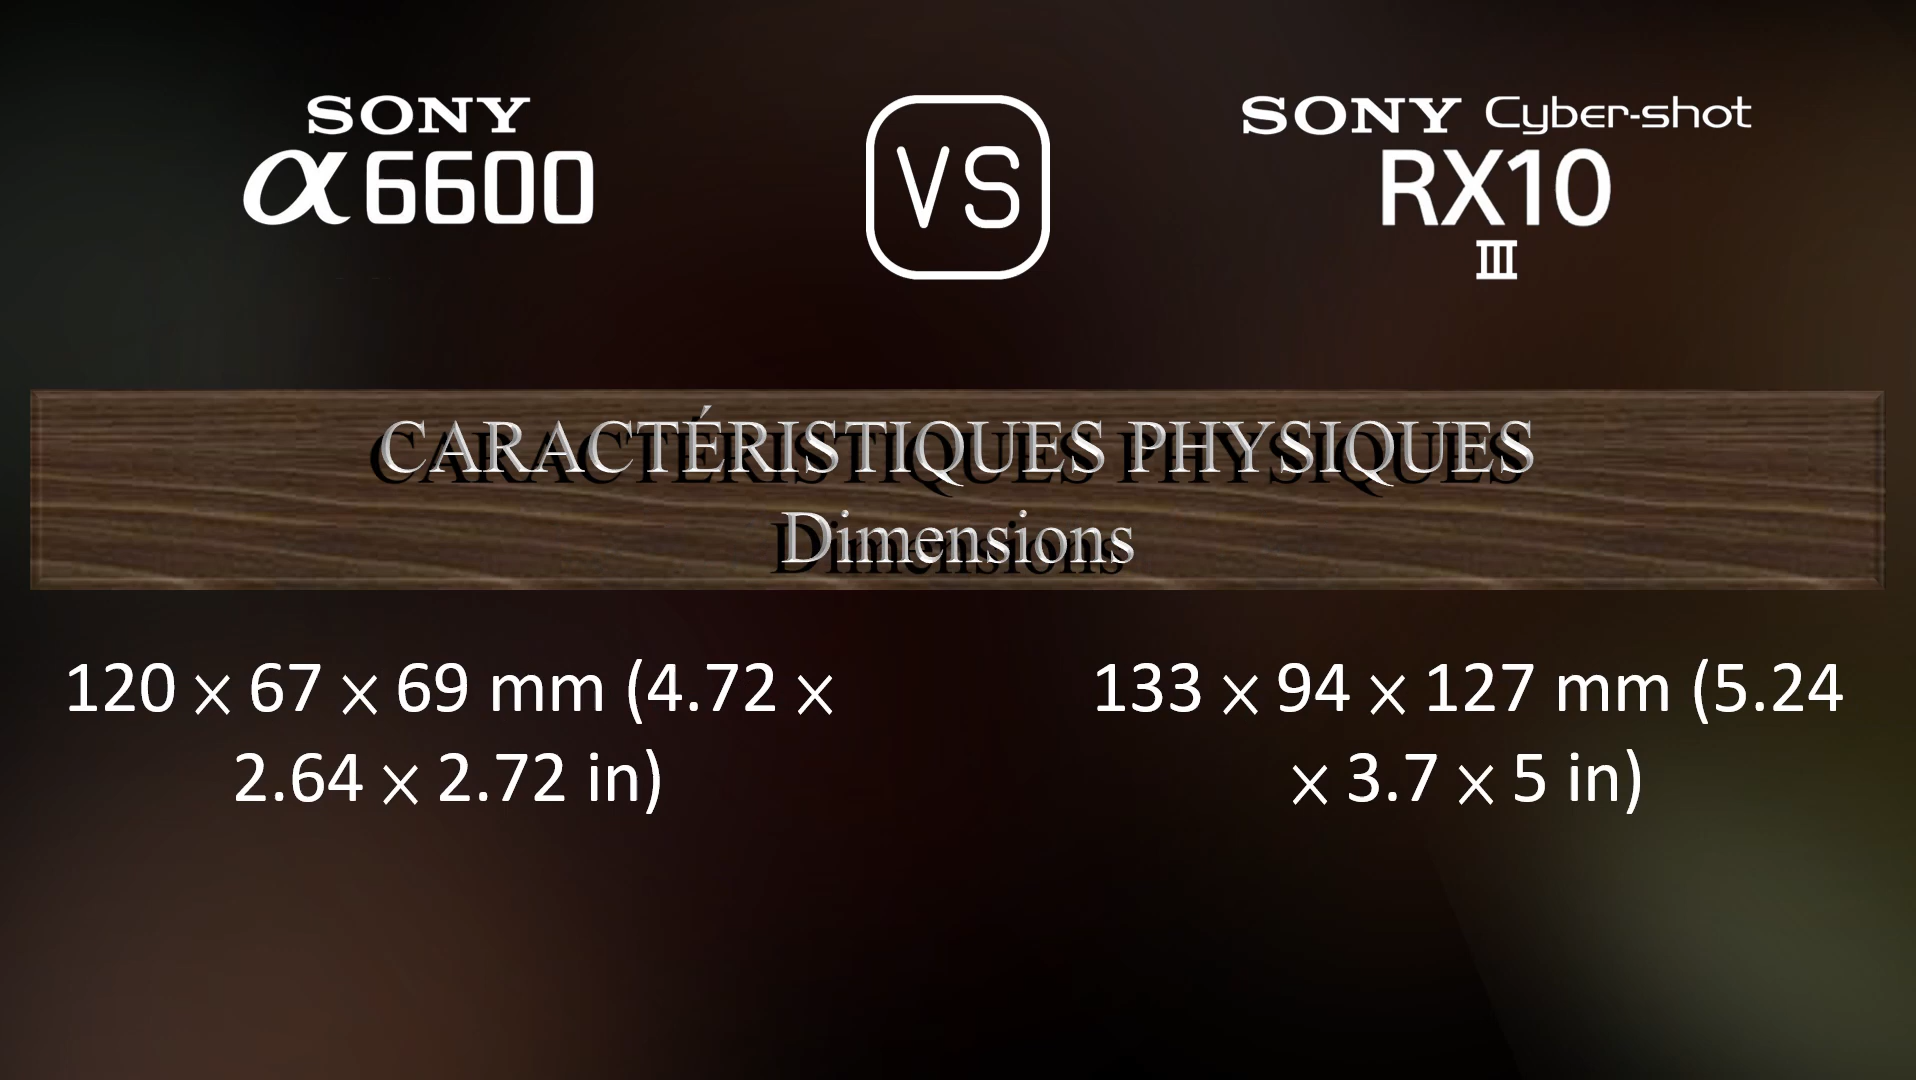 SONY
α6600
VS
SONY Cyber-shot
RX10
III
CARACTÉRISTIQUES PHYSIQUES
Dimensions
120 x 67 x 69 mm (4.72 x
2.64 x 2.72 in)
133 x 94 x 127 mm (5.24
x 3.7 x 5 in)